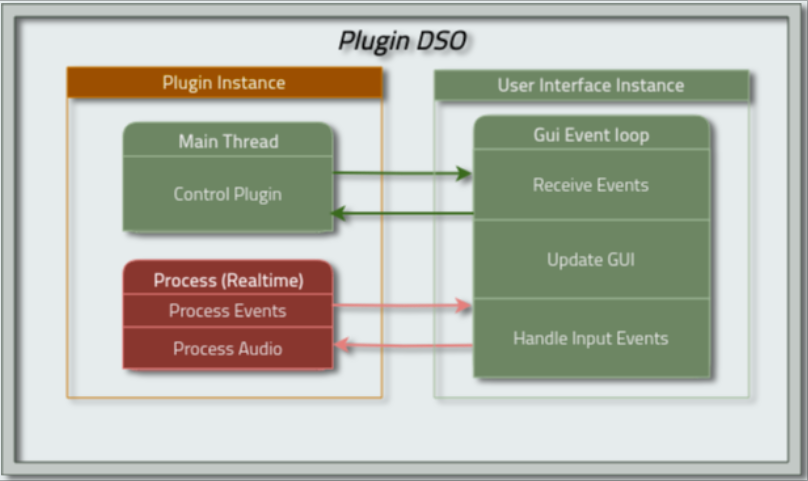 Plugin DSO
Plugin Instance
Main Thread
Control Plugin
Process (Realtime)
Process Events
Process Audio
User Interface Instance
Gui Event loop
Receive Events
Update GUI
Handle Input Events